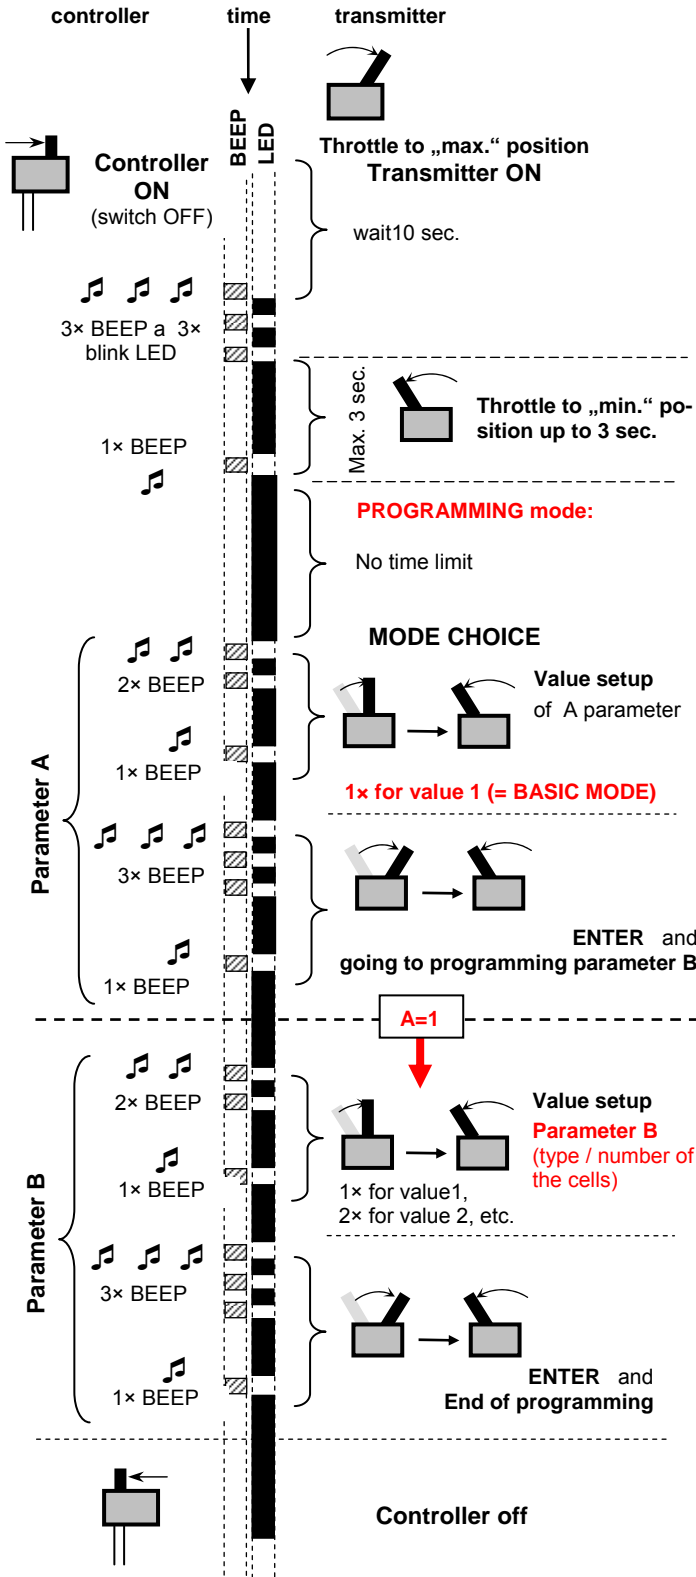 controller time transmitter
BEEP
LED
Throttle to „max.“ position
Transmitter ON
Controller
ON
(switch OFF)
wait10 sec.
3× BEEP a 3×
blink LED
Max. 3 sec.
Throttle to „min.“ po-
sition up to 3 sec.
1× BEEP
PROGRAMMING mode:
No time limit
MODE CHOICE
Parameter A
2× BEEP
Value setup
of A parameter
1× BEEP
1× for value 1 (= BASIC MODE)
3× BEEP
ENTER and
going to programming parameter B
1× BEEP
A=1
Parameter B
2× BEEP
Value setup
Parameter B
(type / number of
the cells)
1× BEEP
1× for value1,
2× for value 2, etc.
3× BEEP
ENTER and
End of programming
1× BEEP
Controller off